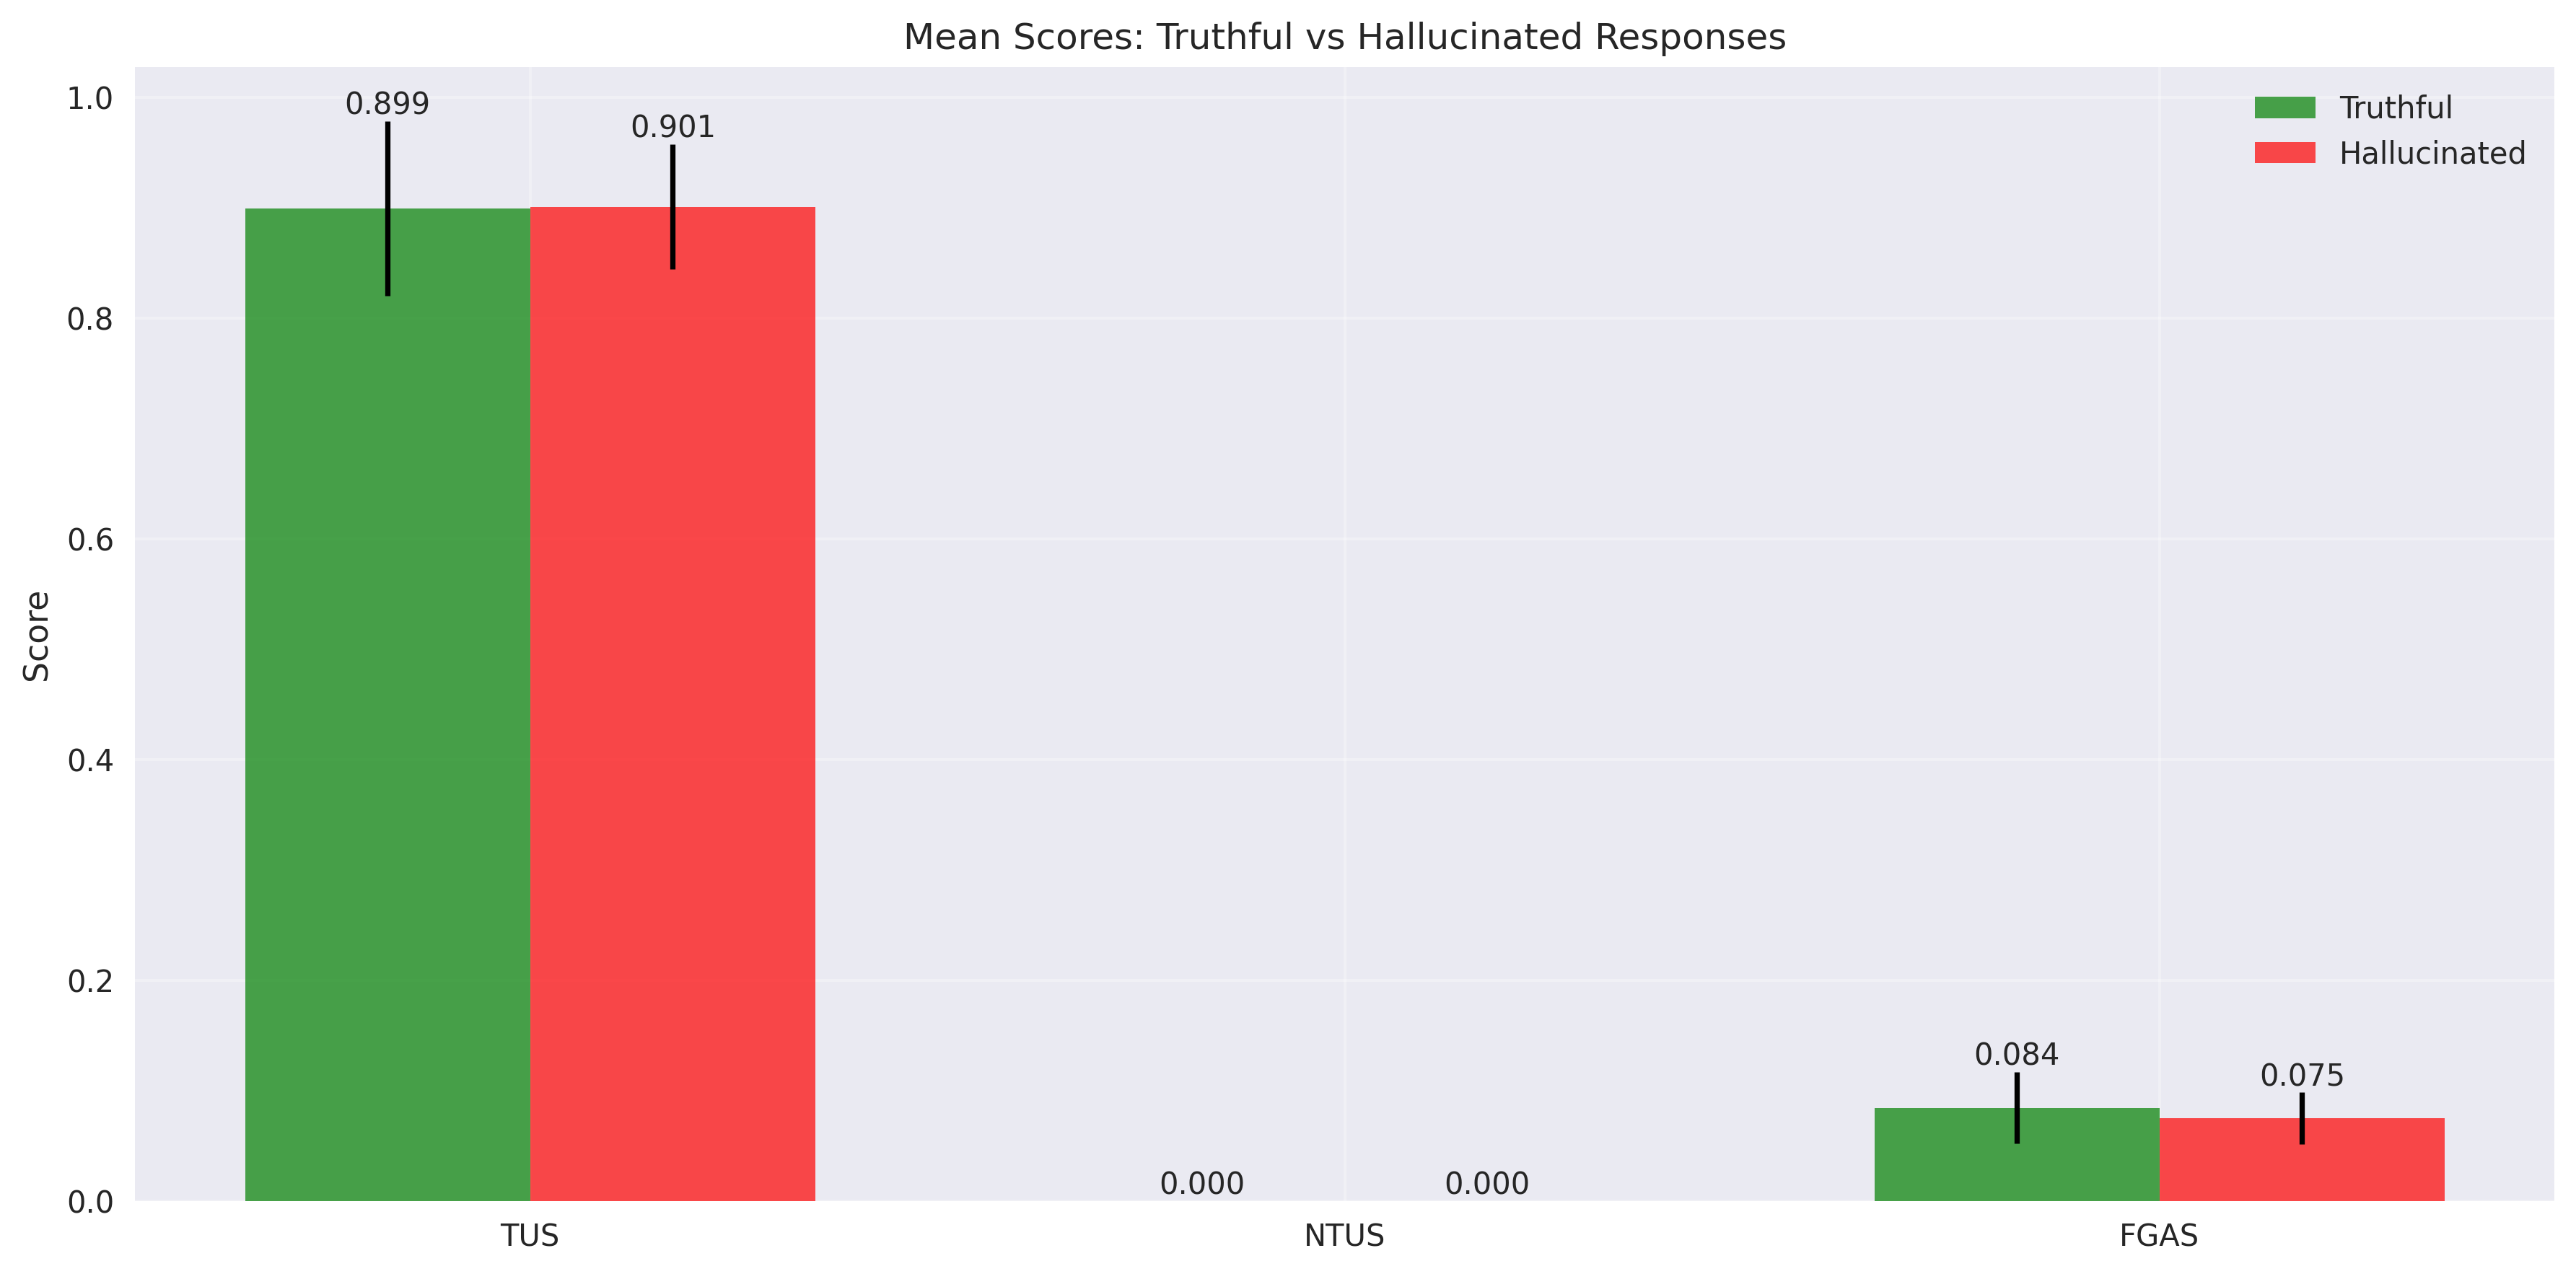 Mean Scores: Truthful vs Hallucinated Responses
Truthful
Hallucinated
Score
1.0
0.8
0.6
0.4
0.2
0.0
0.899
0.901
0.000
0.000
0.084
0.075
TUS
NTUS
FGAS